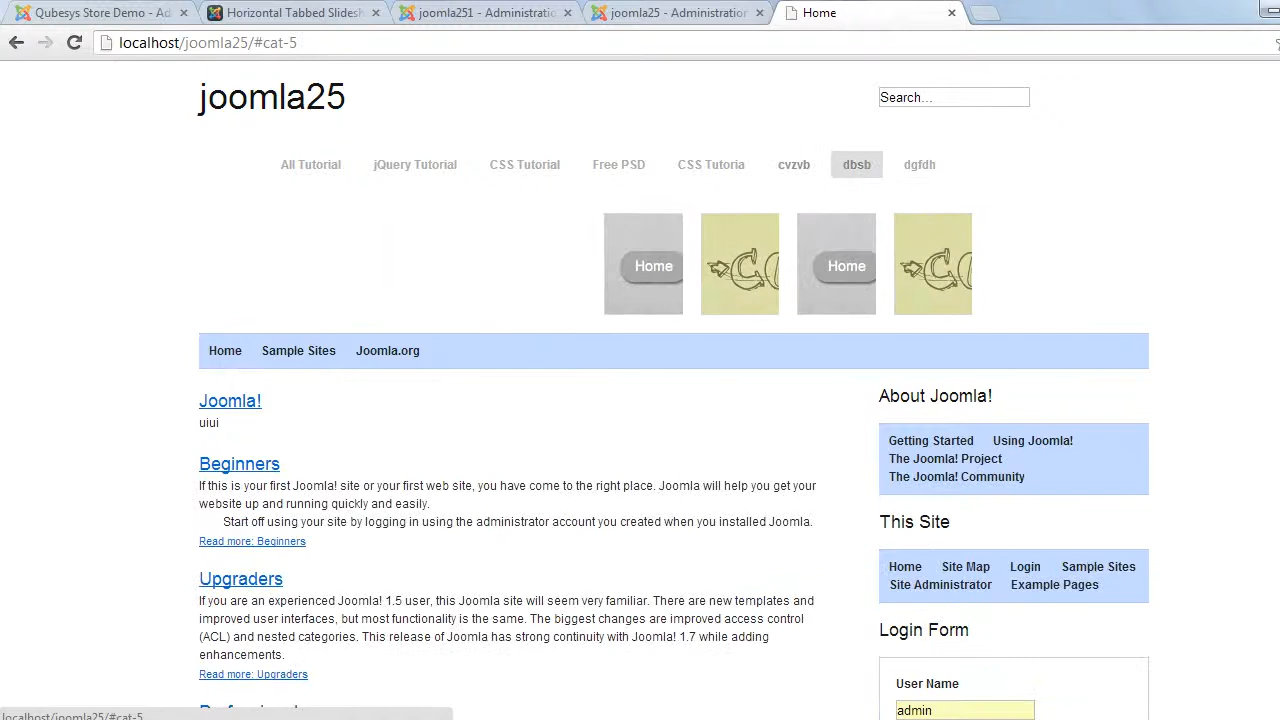 Qubesys Store Demo - Ad
Horizontal Tabbed Slidesh
joomla251 - Administratio
joomla25 - Administration
Home
localhost/joomla25/#cat-5
joomla25
Search...
All Tutorial jQuery Tutorial CSS Tutorial Free PSD CSS Tutoria cvzvb dbsb dgfdh
Home
Home
Home Sample Sites Joomla.org
Joomla!
uiui
Beginners
If this is your first Joomla! site or your first web site, you have come to the right place. Joomla will help you get your
website up and running quickly and easily.
Start off using your site by logging in using the administrator account you created when you installed Joomla.
Read more: Beginners
Upgraders
If you are an experienced Joomla! 1.5 user, this Joomla site will seem very familiar. There are new templates and
improved user interfaces, but most functionality is the same. The biggest changes are improved access control
(ACL) and nested categories. This release of Joomla has strong continuity with Joomla! 1.7 while adding
enhancements.
Read more: Upgraders
About Joomla!
Getting Started Using Joomla!
The Joomla! Project
The Joomla! Community
This Site
Home Site Map Login Sample Sites
Site Administrator Example Pages
Login Form
User Name
admin
localhost/joomla25/#cat-5